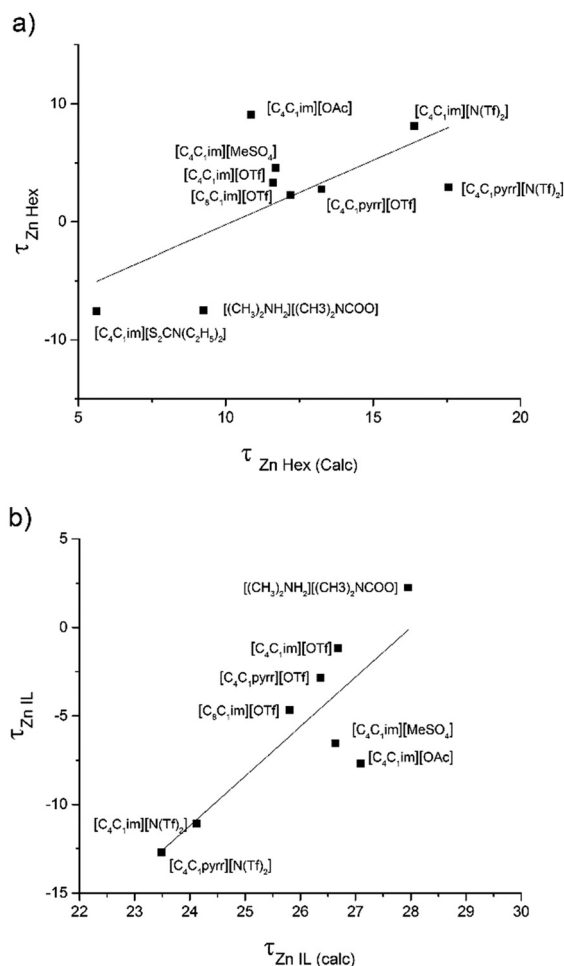 a)
10
0
-10
τ Zn Hex
[C₄C₁im][OAc]
[C₄C₁im][N(Tf)₂]
[C₄C₁im][MeSO₄]
[C₄C₁im][OTf]
[C₈C₁im][OTf]
[C₄C₁pyrr][OTf]
[C₄C₁pyrr][N(Tf)₂]
[(CH₃)₂NH₂][(CH3)₂NCOO]
[C₄C₁im][S₂CN(C₂H₅)₂]
5 10 15 20
τ Zn Hex (Calc)
b)
5
0
-5
-10
-15
τ Zn IL
[(CH₃)₂NH₂][(CH3)₂NCOO]
[C₄C₁im][OTf]
[C₄C₁pyrr][OTf]
[C₈C₁im][OTf]
[C₄C₁im][MeSO₄]
[C₄C₁im][OAc]
[C₄C₁im][N(Tf)₂]
[C₄C₁pyrr][N(Tf)₂]
22 23 24 25 26 27 28 29 30
τ Zn IL (calc)